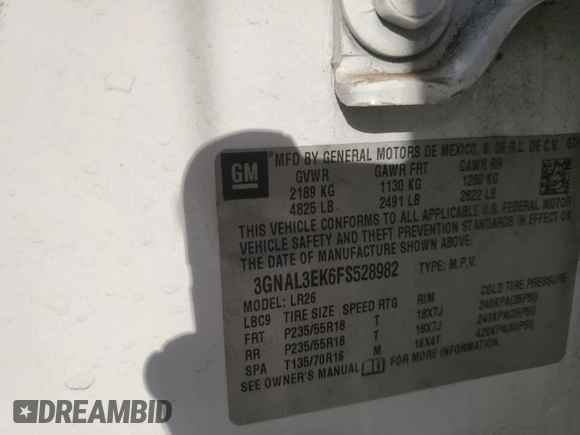 GM
MFD BY GENERAL MOTORS DE MEXICO, S. DE R.L. DE C.V.
GVWR GAWR FRT GAWR RR
2189 KG 1130 KG 1280 KG
4825 LB 2491 LB 2822 LB
THIS VEHICLE CONFORMS TO ALL APPLICABLE U.S. FEDERAL MOTOR
VEHICLE SAFETY AND THEFT PREVENTION STANDARDS IN EFFECT ON
THE DATE OF MANUFACTURE SHOWN ABOVE.
3GNAL3EK6FS528982 TYPE: M.P.V.
MODEL: LR26 COLD TIRE PRESSURE
LBC9 TIRE SIZE SPEED RTG RIM
FRT P235/55R18 T 18X7J 240KPA(35PSI)
RR P235/55R18 T 18X7J 240KPA(35PSI)
SPA T135/70R16 M 16X4T 420KPA(60PSI)
SEE OWNER'S MANUAL FOR MORE INFORMATION.
DREAMBID